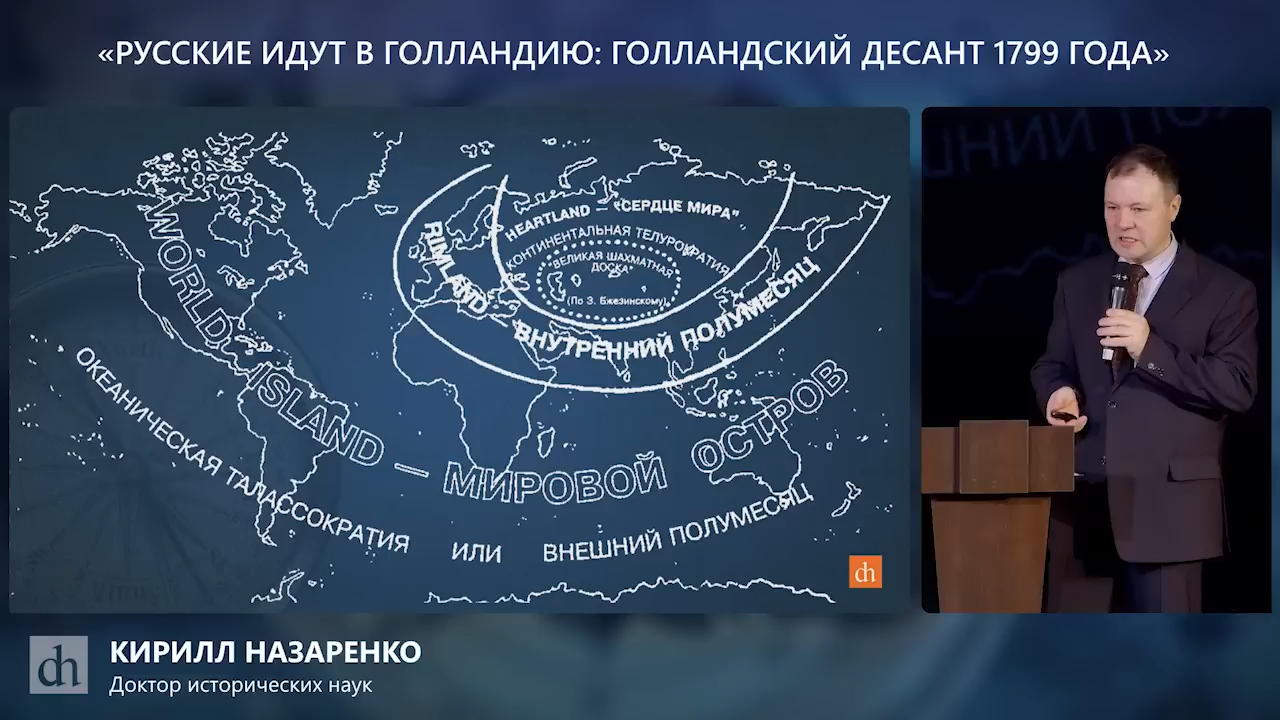 «РУССКИЕ ИДУТ В ГОЛЛАНДИЮ: ГОЛЛАНДСКИЙ ДЕСАНТ 1799 ГОДА»
HEARTLAND – "СЕРДЦЕ МИРА"
КОНТИНЕНТАЛЬНАЯ ТЕЛУРОКРАТИЯ
"ВЕЛИКАЯ ШАХМАТНАЯ
ДОСКА"
(По З. Бжезинскому)
RIMLAND – ВНУТРЕННИЙ ПОЛУМЕСЯЦ
WORLD ISLAND – МИРОВОЙ ОСТРОВ
ОКЕАНИЧЕСКАЯ ТАЛАССОКРАТИЯ ИЛИ ВНЕШНИЙ ПОЛУМЕСЯЦ
dh
dh
КИРИЛЛ НАЗАРЕНКО
Доктор исторических наук